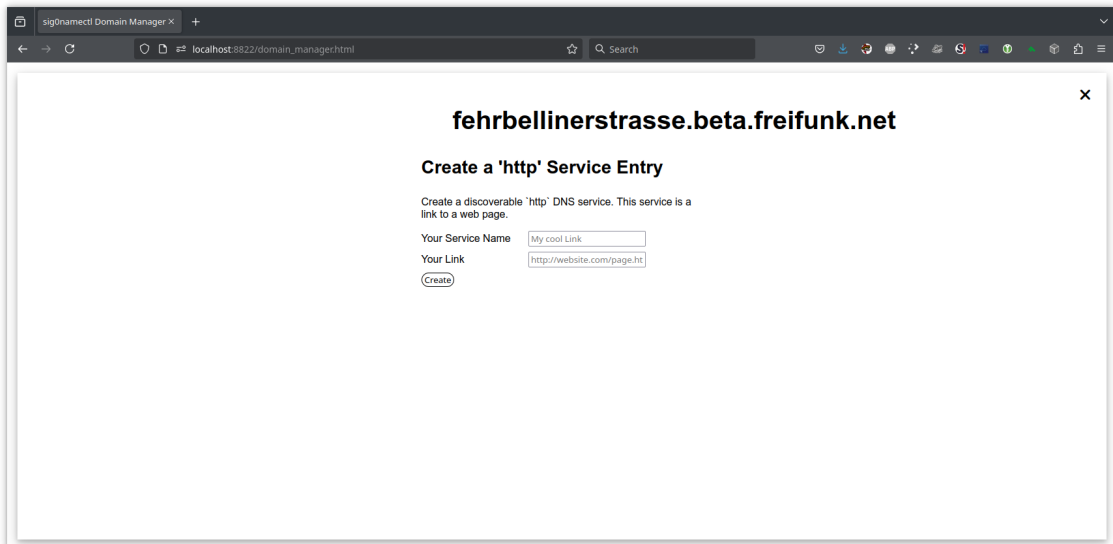 sig0namectl Domain Manager
localhost:8822/domain_manager.html
Search
fehrbellinerstrasse.beta.freifunk.net
Create a 'http' Service Entry
Create a discoverable `http` DNS service. This service is a
link to a web page.
Your Service Name
My cool Link
Your Link
http://website.com/page.ht
Create